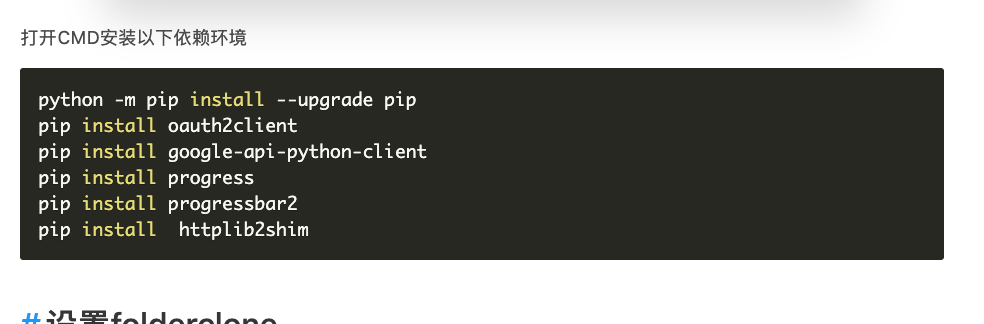 打开CMD安装以下依赖环境
python -m pip install --upgrade pip
pip install oauth2client
pip install google-api-python-client
pip install progress
pip install progressbar2
pip install  httplib2shim
#设置folderclone